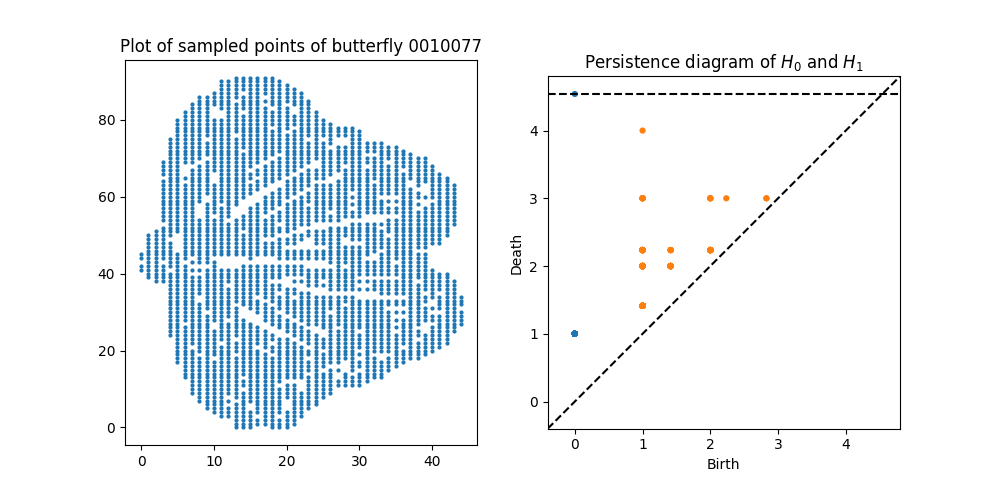 Plot of sampled points of butterfly 0010077
80
60
40
20
0
0 10 20 30 40
Persistence diagram of H₀ and H₁
Death
4
3
2
1
0
0 1 2 3 4
Birth